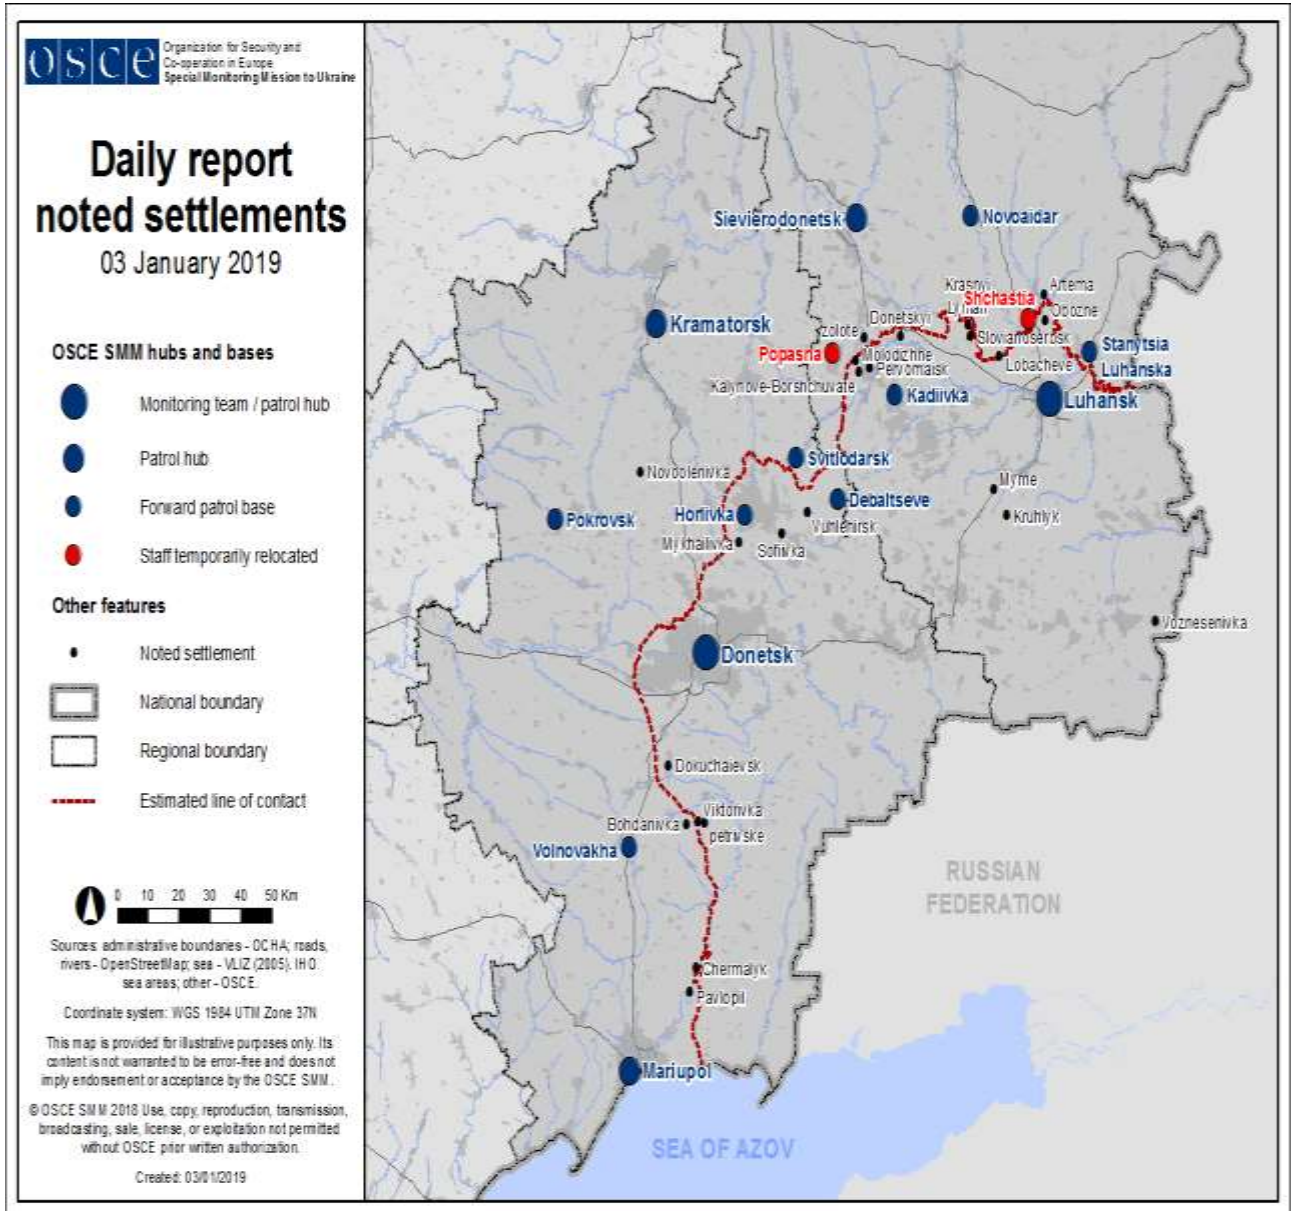 OSCE
Organization for Security and
Co-operation in Europe
Special Monitoring Mission to Ukraine
Daily report
noted settlements
03 January 2019
OSCE SMM hubs and bases
Monitoring team / patrol hub
Patrol hub
Forward patrol base
Staff temporarily relocated
Other features
Noted settlement
National boundary
Regional boundary
Estimated line of contact
0 10 20 30 40 50 Km
Sources: administrative boundaries - OCHA; roads,
rivers - OpenStreetMap; sea - VLIZ (2005). IHO
sea areas; other - OSCE.
Coordinate system: WGS 1984 UTM Zone 37N
This map is provided for illustrative purposes only. Its
content is not warranted to be error-free and does not
imply endorsement or acceptance by the OSCE SMM.
© OSCE SMM 2018 Use, copy, reproduction, transmission,
broadcasting, sale, license, or exploitation not permitted
without OSCE prior written authorization.
Created: 03/01/2019
Sievierodonetsk
Novoaidar
Krasnyi
Lyman
Artema
Shchastia
Obozne
Kramatorsk
Donetskyi
zolote
Slovianoserbsk
Stanytsia
Luhanska
Popasna
Molodizhne
Lobacheve
Pervomaisk
Kalynove-Borshchuvate
Kadiivka
Luhansk
Svitlodarsk
Novoolenivka
Debaltseve
Myrne
Pokrovsk
Horlivka
Vuhlehirsk
Kruhlyk
Mykhailivka
Sofiivka
Voznesenivka
Donetsk
Dokuchaievsk
Viktorivka
Bohdanivka
petrivske
Volnovakha
RUSSIAN
FEDERATION
Chermalyk
Pavlopil
Mariupol
SEA OF AZOV